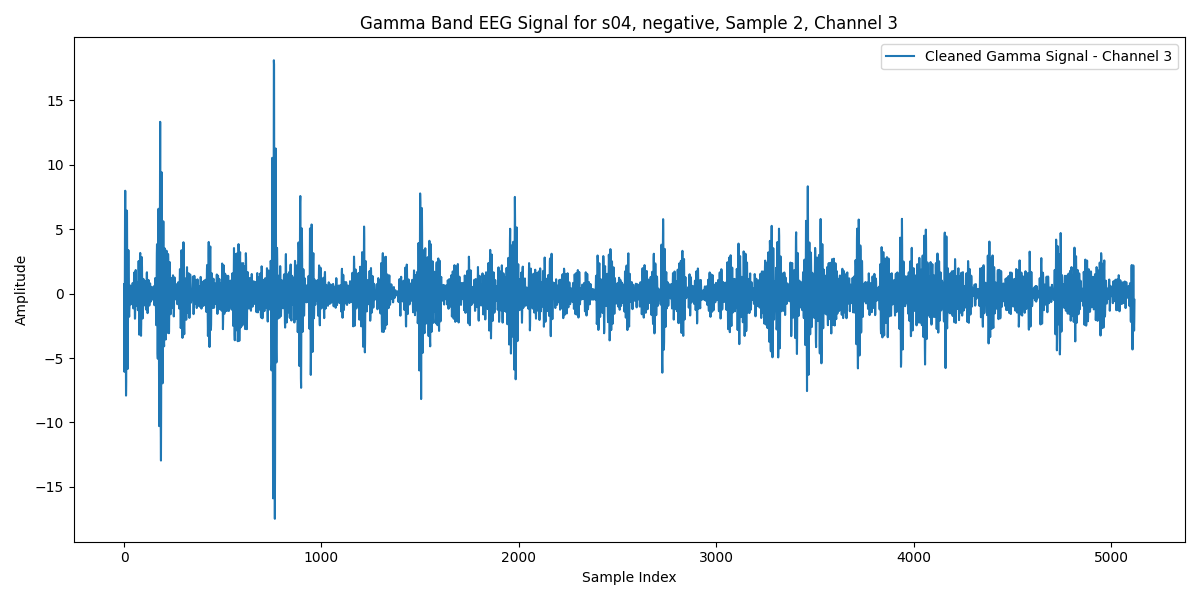 Gamma Band EEG Signal for s04, negative, Sample 2, Channel 3
Cleaned Gamma Signal - Channel 3
15
10
5
0
−5
−10
−15
Amplitude
0 1000 2000 3000 4000 5000
Sample Index